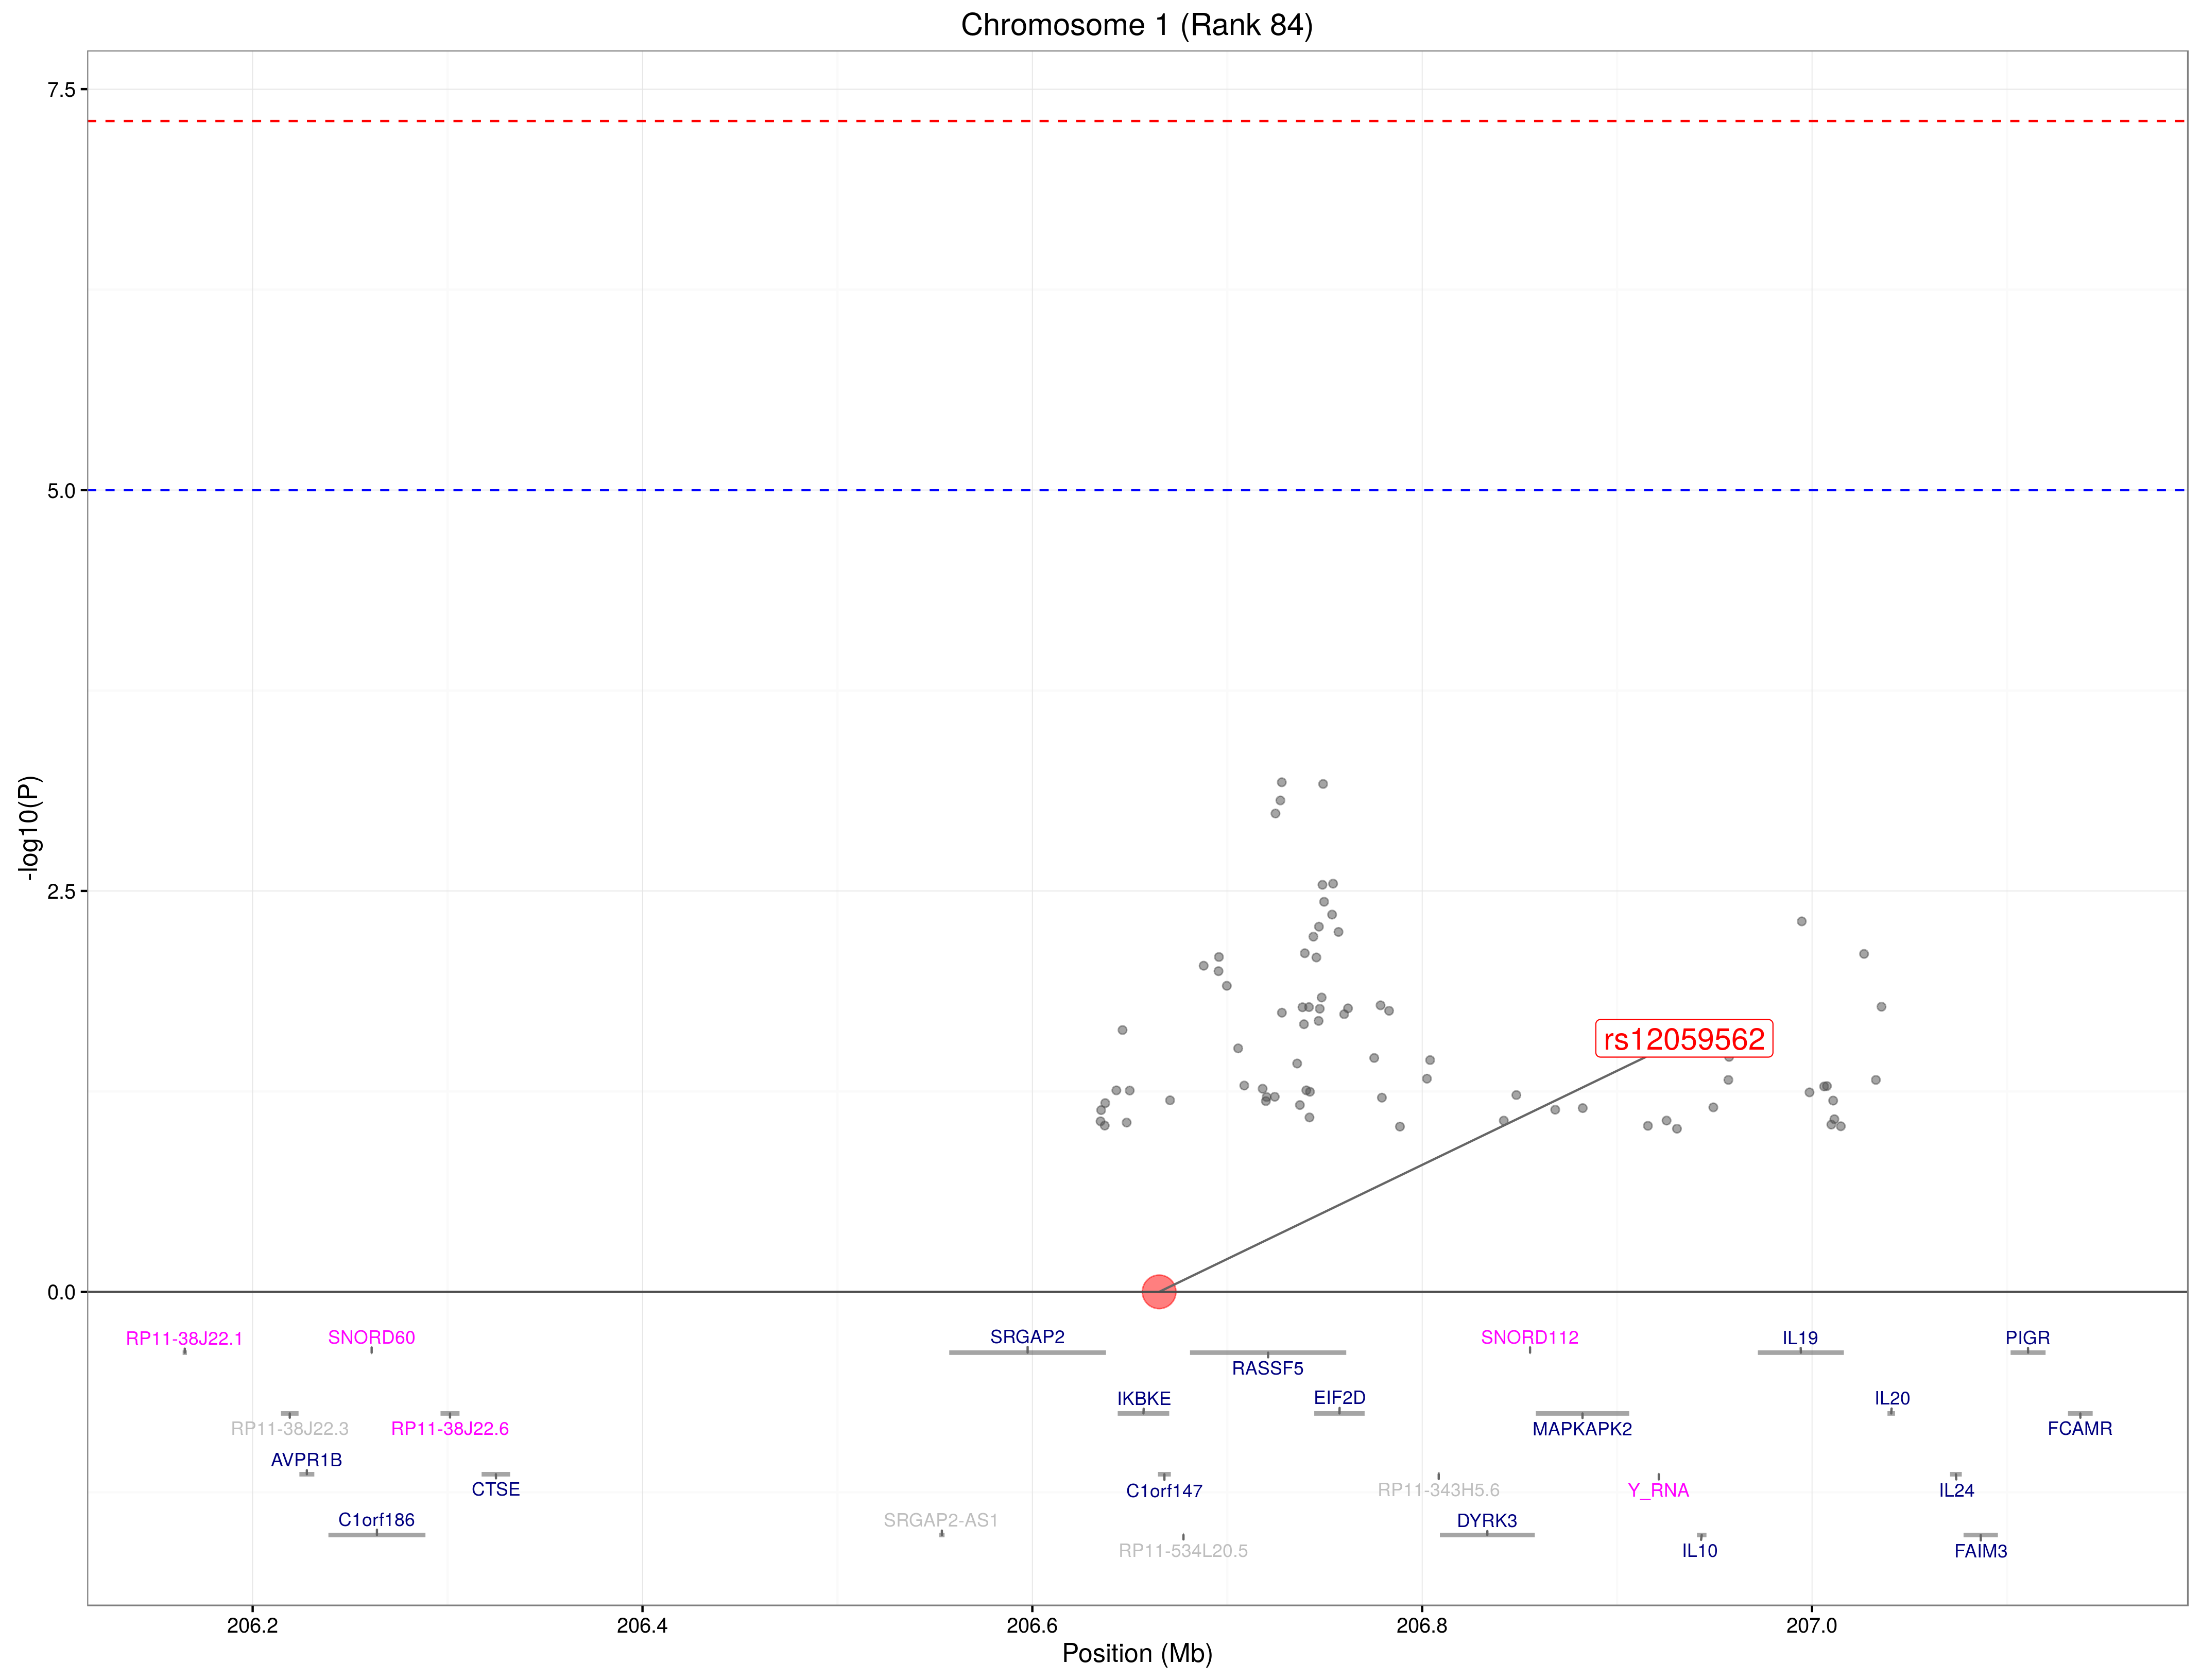 Chromosome 1 (Rank 84)
7.5
5.0
2.5
0.0
-log10(P)
rs12059562
RP11-38J22.1
SNORD60
SRGAP2
SNORD112
IL19
PIGR
RASSF5
IKBKE
EIF2D
IL20
RP11-38J22.3
RP11-38J22.6
MAPKAPK2
FCAMR
AVPR1B
CTSE
C1orf147
RP11-343H5.6
Y_RNA
IL24
C1orf186
SRGAP2-AS1
DYRK3
RP11-534L20.5
IL10
FAIM3
206.2
206.4
206.6
206.8
207.0
Position (Mb)